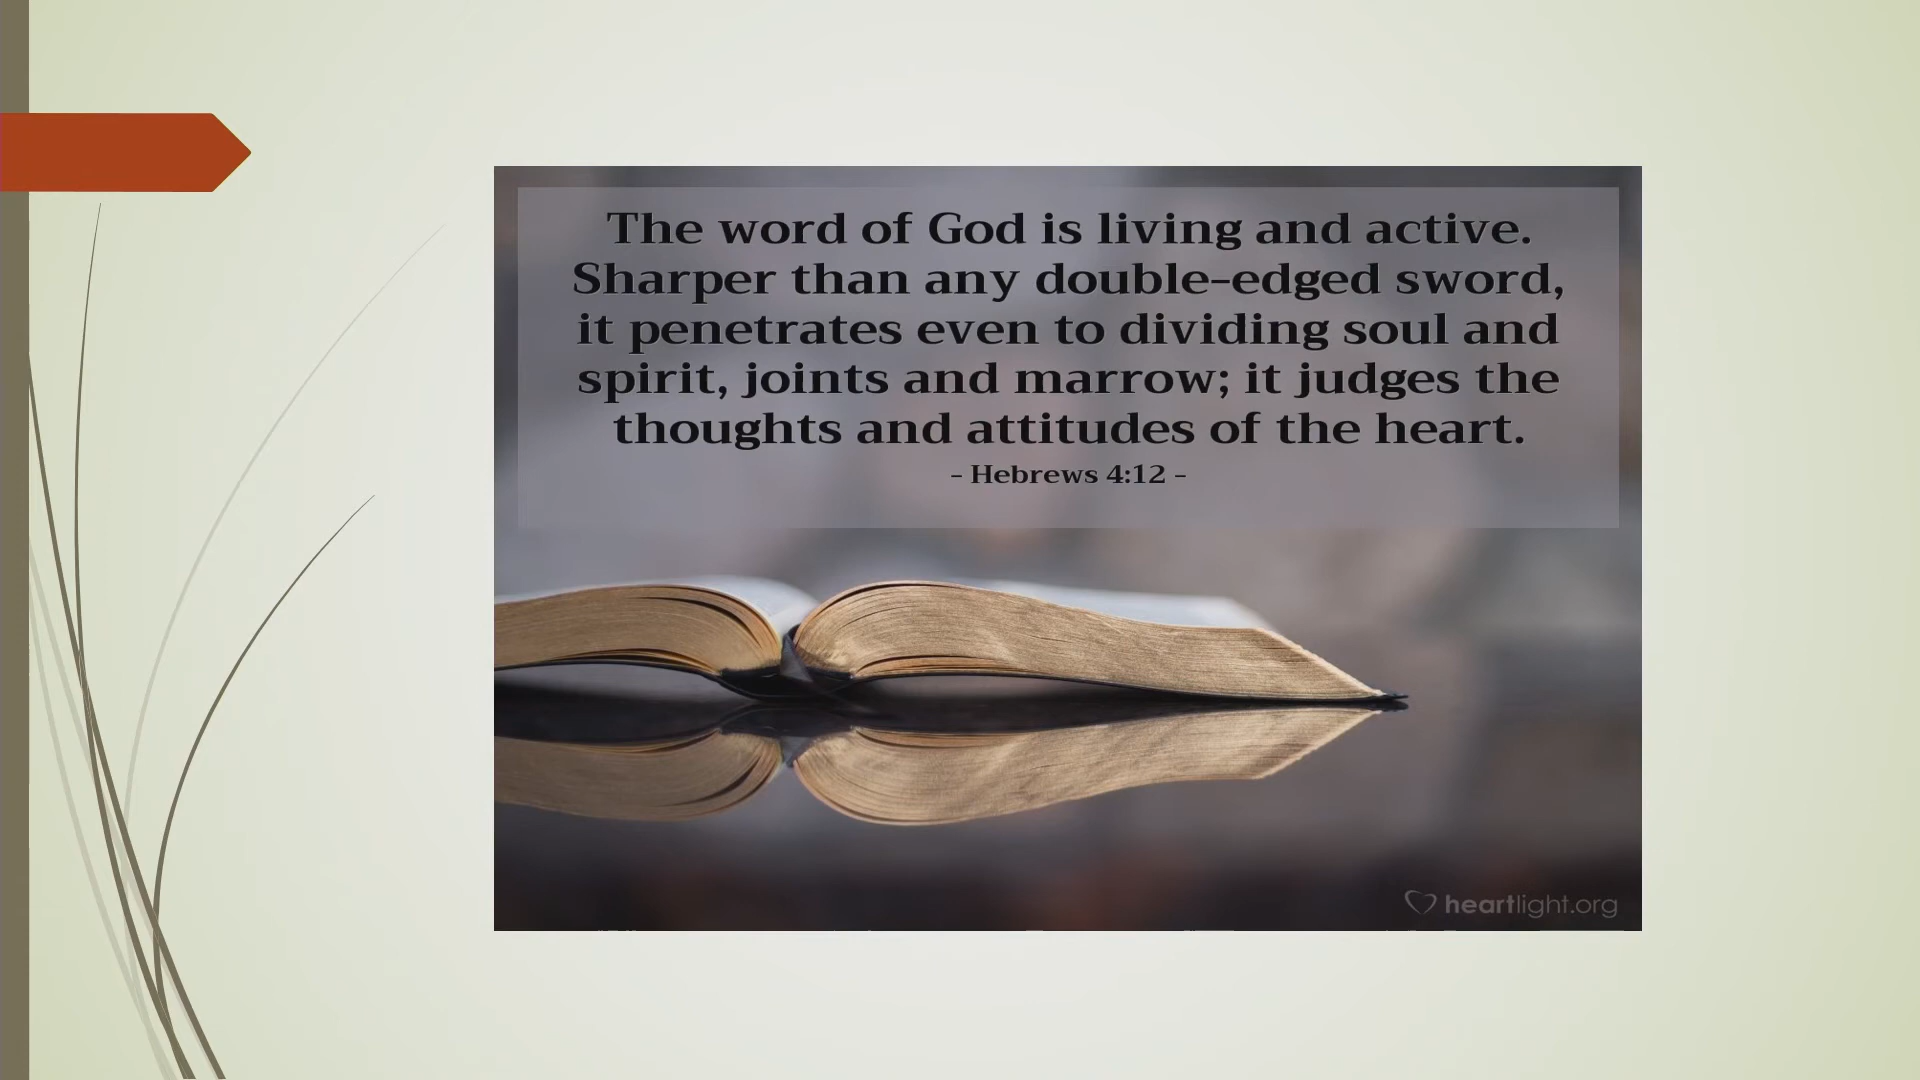 The word of God is living and active.
Sharper than any double-edged sword,
it penetrates even to dividing soul and
spirit, joints and marrow; it judges the
thoughts and attitudes of the heart.
- Hebrews 4:12 -
heartlight.org